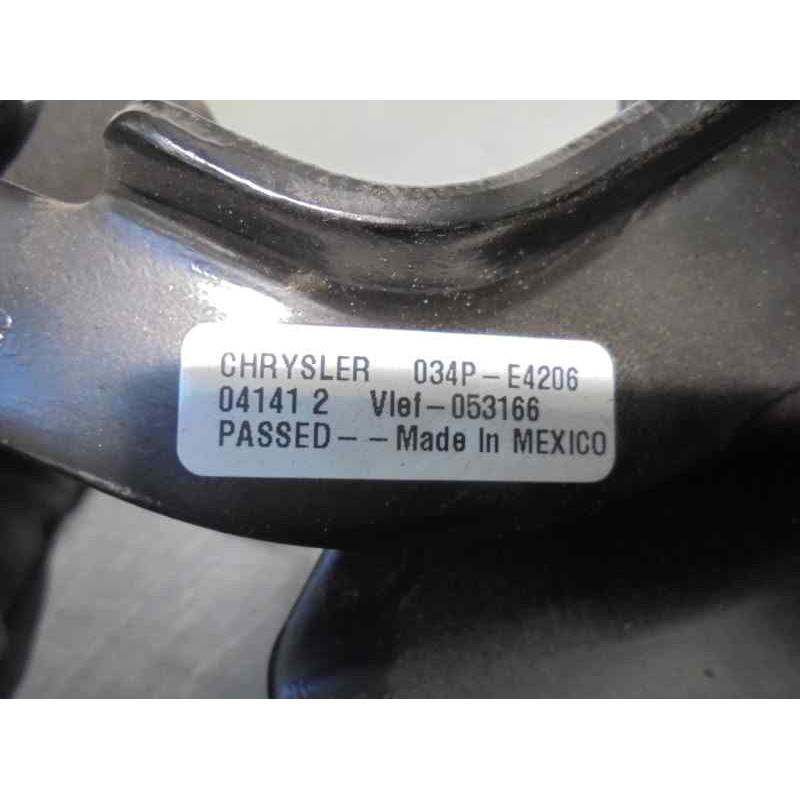 CHRYSLER 034P-E4206
04141 2 Vlef-053166
PASSED--Made In MEXICO